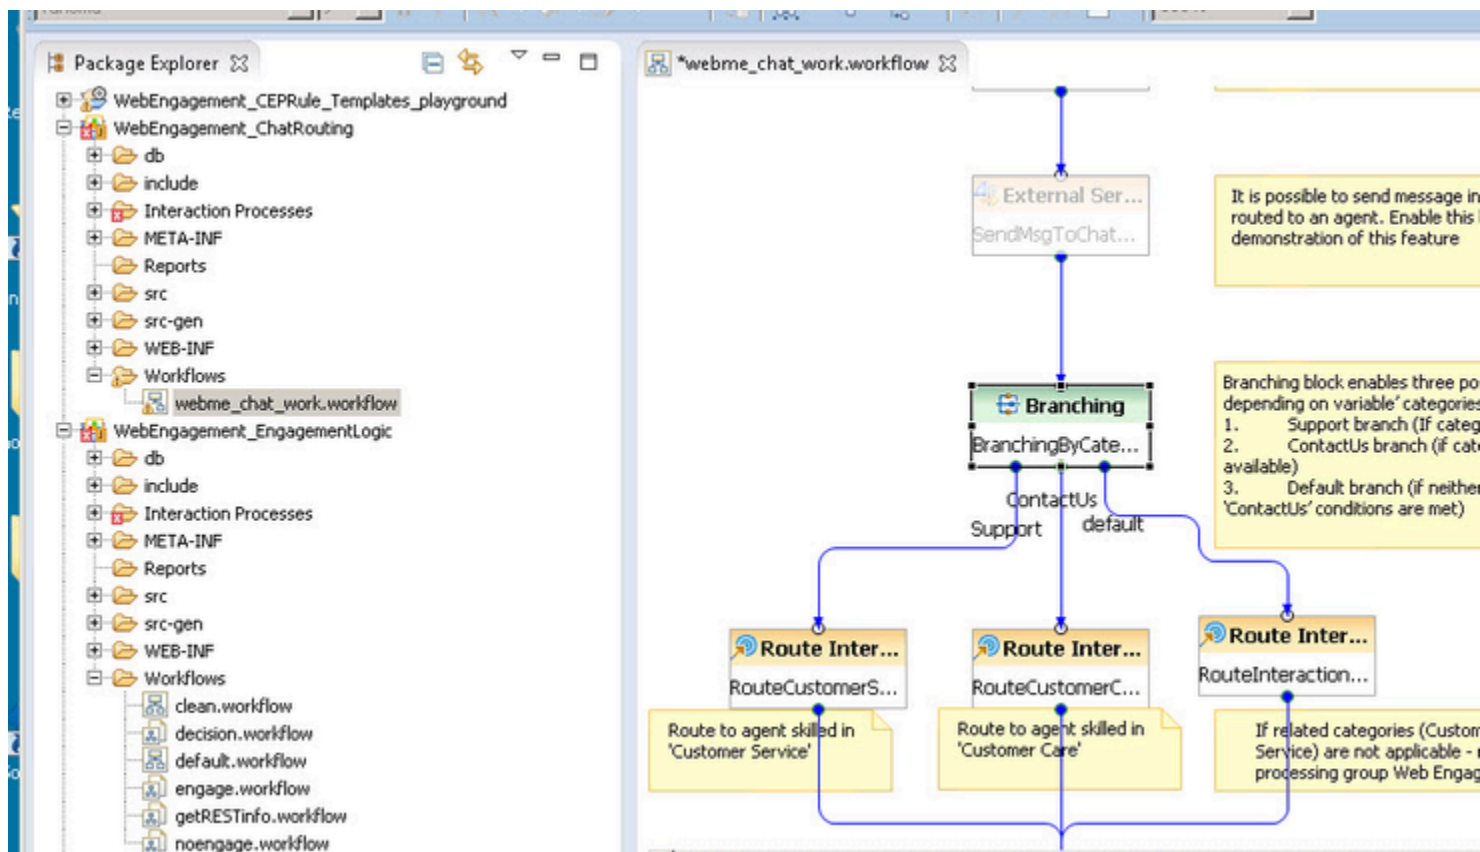 Package Explorer
WebEngagement_CEPRule_Templates_playground
WebEngagement_ChatRouting
db
include
Interaction Processes
META-INF
Reports
src
src-gen
WEB-INF
Workflows
webme_chat_work.workflow
WebEngagement_EngagementLogic
db
include
Interaction Processes
META-INF
Reports
src
src-gen
WEB-INF
Workflows
clean.workflow
decision.workflow
default.workflow
engage.workflow
getRESTinfo.workflow
noengage.workflow
*webme_chat_work.workflow
External Ser...
SendMsgToChat...
It is possible to send message in
routed to an agent. Enable this
demonstration of this feature
Branching
BranchingByCate...
Branching block enables three po
depending on variable' categories
1. Support branch (If categ
2. ContactUs branch (if cat
available)
3. Default branch (if neither
'ContactUs' conditions are met)
ContactUs
Support
default
Route Inter...
RouteCustomerS...
Route Inter...
RouteCustomerC...
Route Inter...
RouteInteraction...
Route to agent skilled in
'Customer Service'
Route to agent skilled in
'Customer Care'
If related categories (Custom
Service) are not applicable -
processing group Web Engag